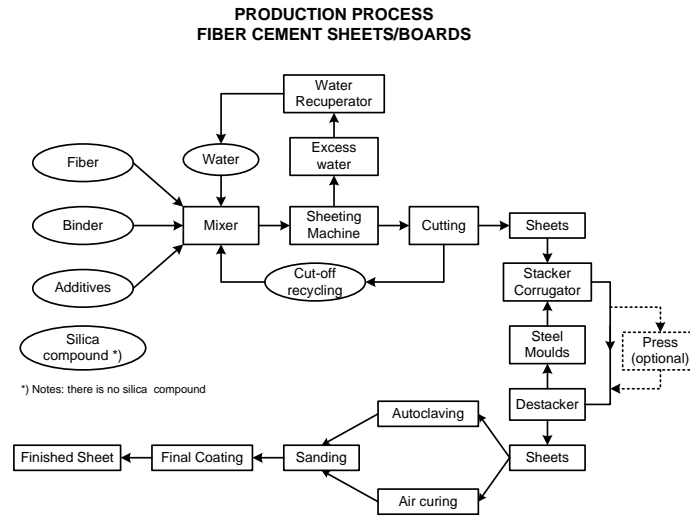 PRODUCTION PROCESS
FIBER CEMENT SHEETS/BOARDS
Water
Recuperator
Fiber
Water
Excess
water
Binder
Mixer
Sheeting
Machine
Cutting
Sheets
Additives
Cut-off
recycling
Stacker
Corrugator
Silica
compound *)
Steel
Moulds
Press
(optional)
*) Notes: there is no silica compound
Destacker
Autoclaving
Finished Sheet
Final Coating
Sanding
Sheets
Air curing